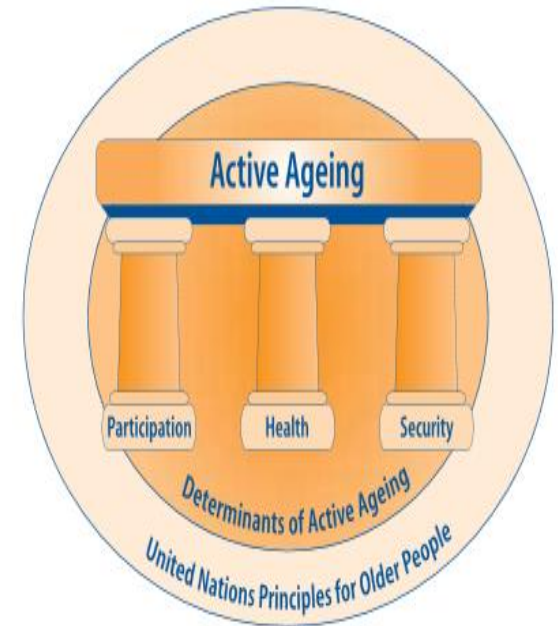 Active Ageing
Participation
Health
Security
Determinants of Active Ageing
United Nations Principles for Older People